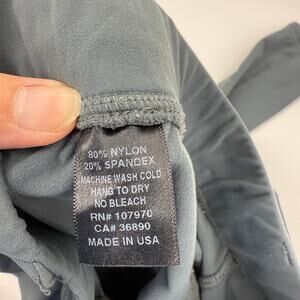 80% NYLON
20% SPANDEX
MACHINE WASH COLD
HANG TO DRY
NO BLEACH
RN# 107970
CA# 36890
MADE IN USA